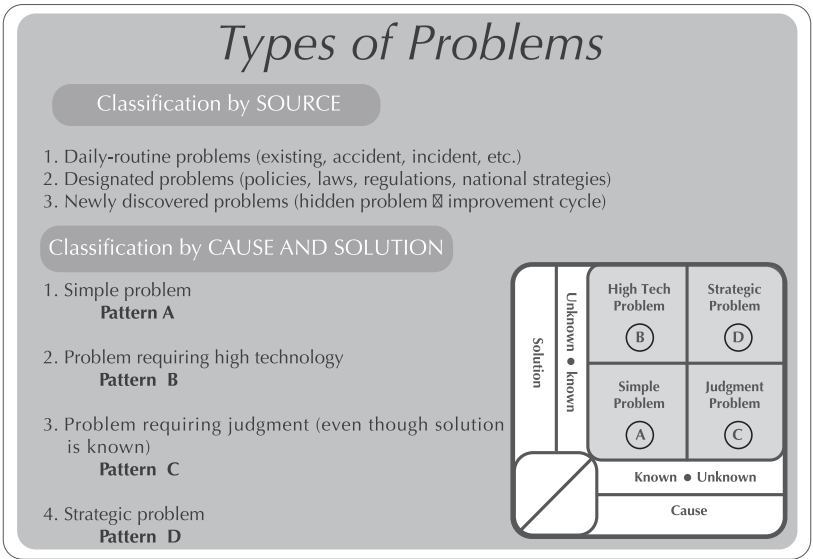 Types of Problems
Classification by SOURCE
1. Daily-routine problems (existing, accident, incident, etc.)
2. Designated problems (policies, laws, regulations, national strategies)
3. Newly discovered problems (hidden problem  improvement cycle)
Classification by CAUSE AND SOLUTION
1. Simple problem
Pattern A
2. Problem requiring high technology
Pattern B
3. Problem requiring judgment (even though solution
is known)
Pattern C
4. Strategic problem
Pattern D
Solution
Unknown ● known
High Tech
Problem
B
Strategic
Problem
D
Simple
Problem
A
Judgment
Problem
C
Known ● Unknown
Cause